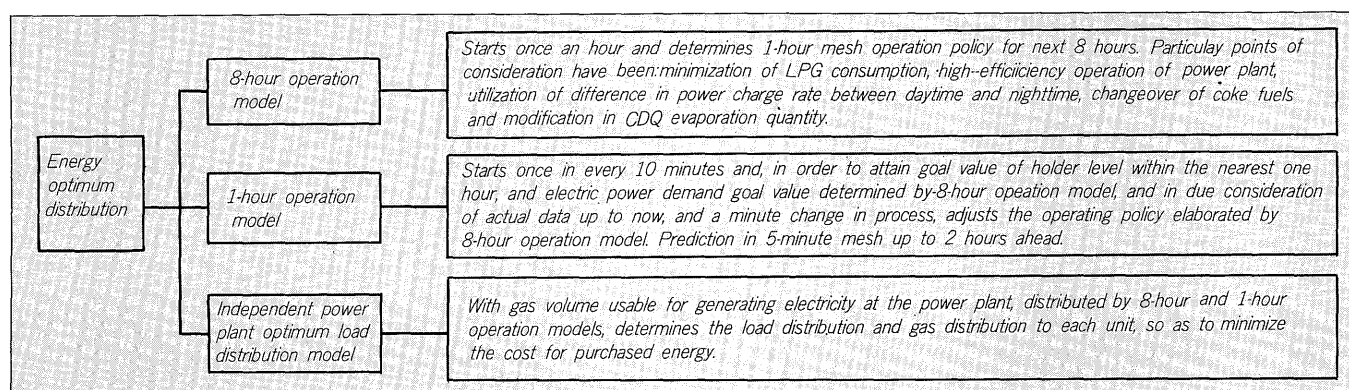 Energy
optimum
distribution
8-hour operation
model
Starts once an hour and determines 1-hour mesh operation policy for next 8 hours. Particulay points of
consideration have been:minimization of LPG consumption, high--efficiiciency operation of power plant,
utilization of difference in power charge rate between daytime and nighttime, changeover of coke fuels
and modification in CDQ evaporation quantity.
1-hour operation
model
Starts once in every 10 minutes and, in order to attain goal value of holder level within the nearest one
hour, and electric power demand goal value determined by-8-hour opeation model, and in due consideration
of actual data up to now, and a minute change in process, adjusts the operating policy elaborated by
8-hour operation model. Prediction in 5-minute mesh up to 2 hours ahead.
Independent power
plant optimum load
distribution model
With gas volume usable for generating electricity at the power plant, distributed by 8-hour and 1-hour
operation models, determines the load distribution and gas distribution to each unit, so as to minimize
the cost for purchased energy.